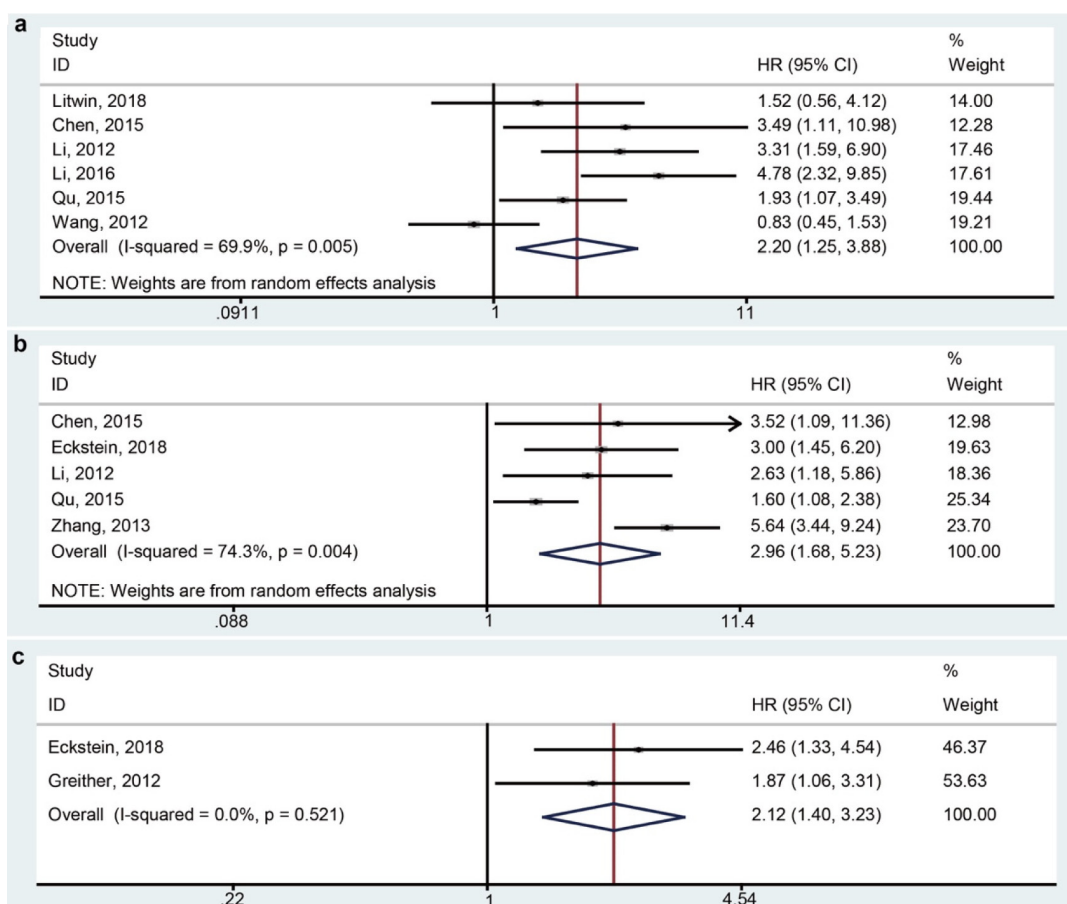 a
Study %
ID HR (95% CI) Weight
Litwin, 2018 1.52 (0.56, 4.12) 14.00
Chen, 2015 3.49 (1.11, 10.98) 12.28
Li, 2012 3.31 (1.59, 6.90) 17.46
Li, 2016 4.78 (2.32, 9.85) 17.61
Qu, 2015 1.93 (1.07, 3.49) 19.44
Wang, 2012 0.83 (0.45, 1.53) 19.21
Overall (I-squared = 69.9%, p = 0.005) 2.20 (1.25, 3.88) 100.00
NOTE: Weights are from random effects analysis
.0911 1 11
b
Study %
ID HR (95% CI) Weight
Chen, 2015 3.52 (1.09, 11.36) 12.98
Eckstein, 2018 3.00 (1.45, 6.20) 19.63
Li, 2012 2.63 (1.18, 5.86) 18.36
Qu, 2015 1.60 (1.08, 2.38) 25.34
Zhang, 2013 5.64 (3.44, 9.24) 23.70
Overall (I-squared = 74.3%, p = 0.004) 2.96 (1.68, 5.23) 100.00
NOTE: Weights are from random effects analysis
.088 1 11.4
c
Study %
ID HR (95% CI) Weight
Eckstein, 2018 2.46 (1.33, 4.54) 46.37
Greither, 2012 1.87 (1.06, 3.31) 53.63
Overall (I-squared = 0.0%, p = 0.521) 2.12 (1.40, 3.23) 100.00
.22 1 4.54